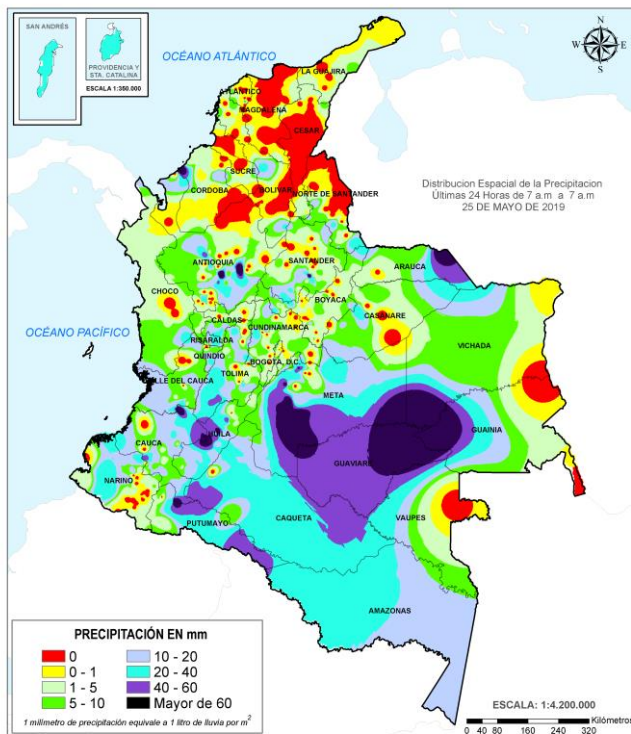 SAN ANDRÉS
PROVIDENCIA Y
STA. CATALINA
ESCALA 1:350.000
OCÉANO ATLÁNTICO
N
W E
S
LA GUAJIRA
ATLÁNTICO
MAGDALENA
CESAR
SUCRE
CORDOBA
BOLIVAR
NORTE DE SANTANDER
Distribucion Espacial de la Precipitacion
Últimas 24 Horas de 7 a.m a 7 a.m
25 DE MAYO DE 2019
ANTIOQUIA
SANTANDER
ARAUCA
CHOCO
BOYACA
CASANARE
OCÉANO PACÍFICO
CALDAS
CUNDINAMARCA
VICHADA
RISARALDA
QUINDIO
BOGOTA, D.C.
TOLIMA
VALLE DEL CAUCA
META
GUAINIA
HUILA
CAUCA
GUAVIARE
NARIÑO
VAUPES
PUTUMAYO
CAQUETA
AMAZONAS
PRECIPITACIÓN EN mm
0 10 - 20
0 - 1 20 - 40
1 - 5 40 - 60
5 - 10 Mayor de 60
1 milímetro de precipitación equivale a 1 litro de lluvia por m²
ESCALA: 1:4.200.000
Kilómetros
0 40 80 160 240 320